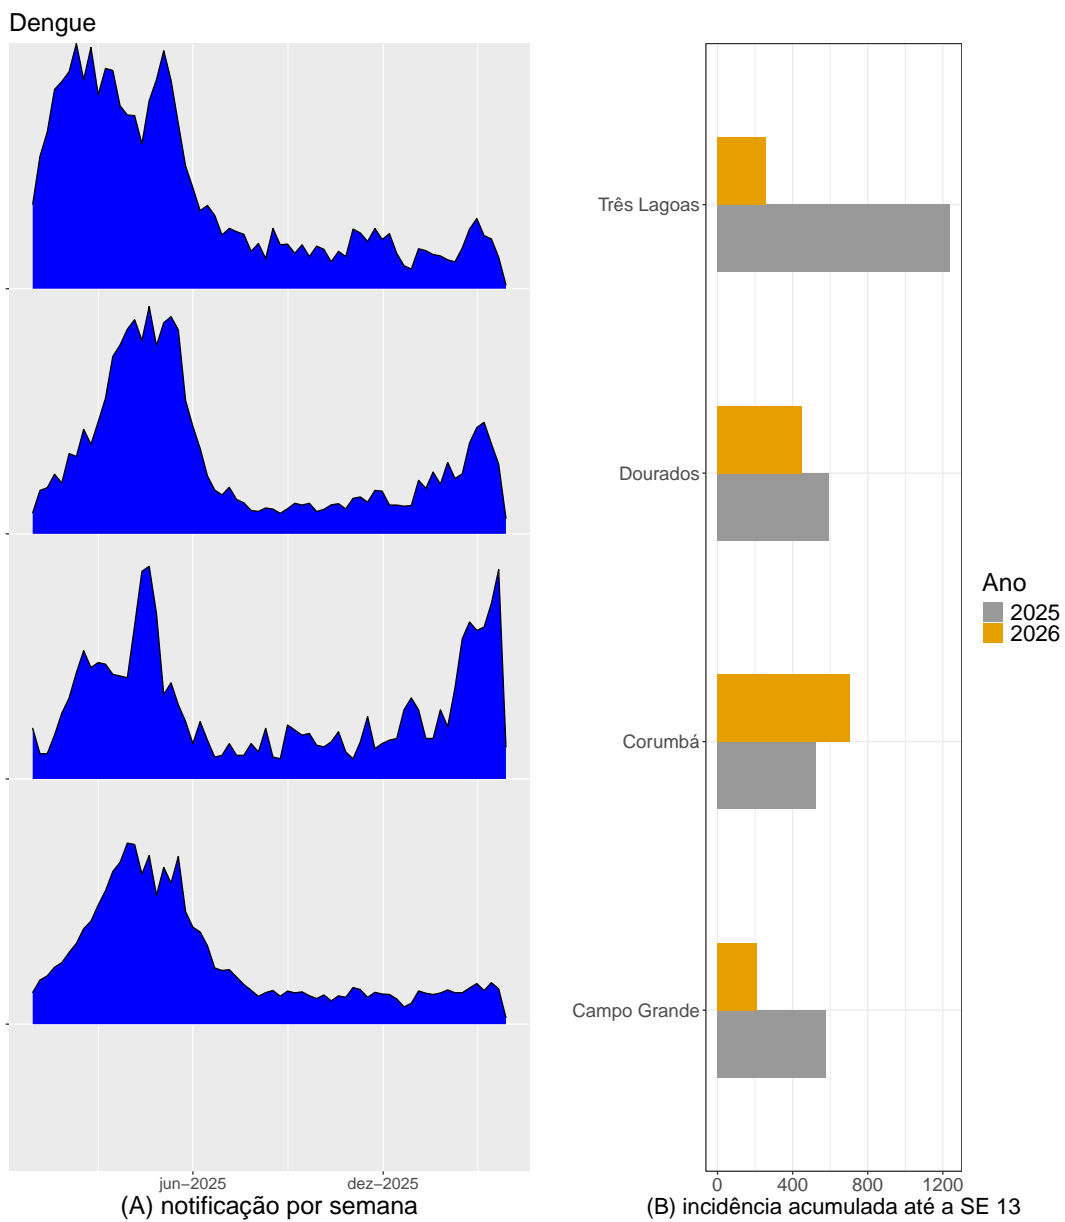 Dengue
Três Lagoas
Dourados
Corumbá
Campo Grande
jun−2025
dez−2025
(A) notificação por semana
0
400
800
1200
(B) incidência acumulada até a SE 13
Ano
2025
2026